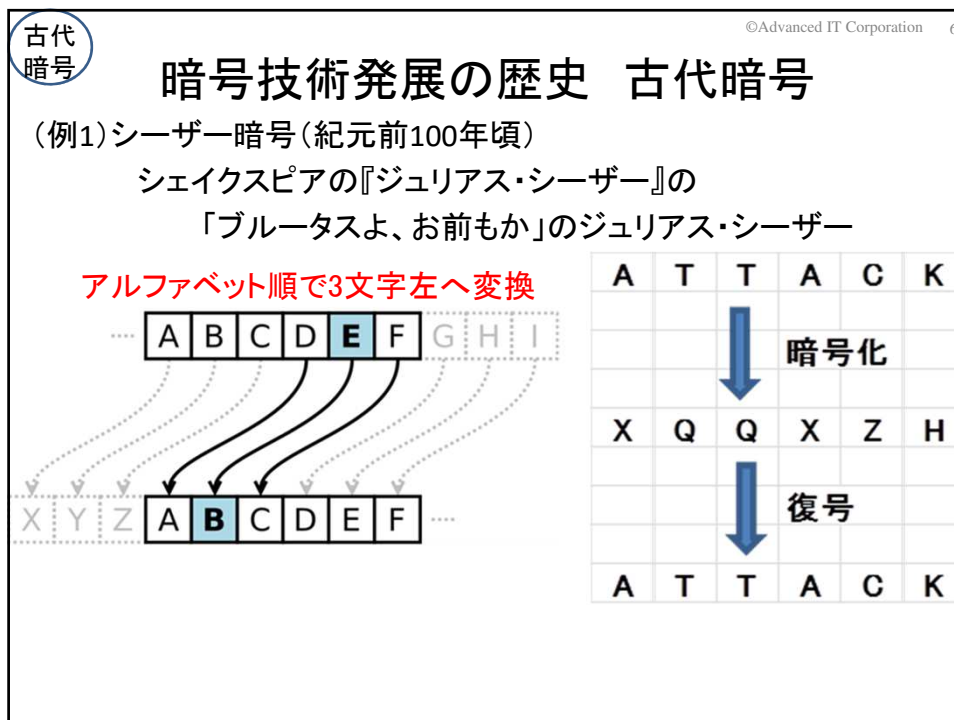 ©Advanced IT Corporation 6
古代
暗号
暗号技術発展の歴史 古代暗号
（例1）シーザー暗号（紀元前100年頃）
シェイクスピアの『ジュリアス・シーザー』の
「ブルータスよ、お前もか」のジュリアス・シーザー
アルファベット順で3文字左へ変換
A B C D E F G H I
X Y Z A B C D E F
A T T A C K
暗号化
X Q Q X Z H
復号
A T T A C K